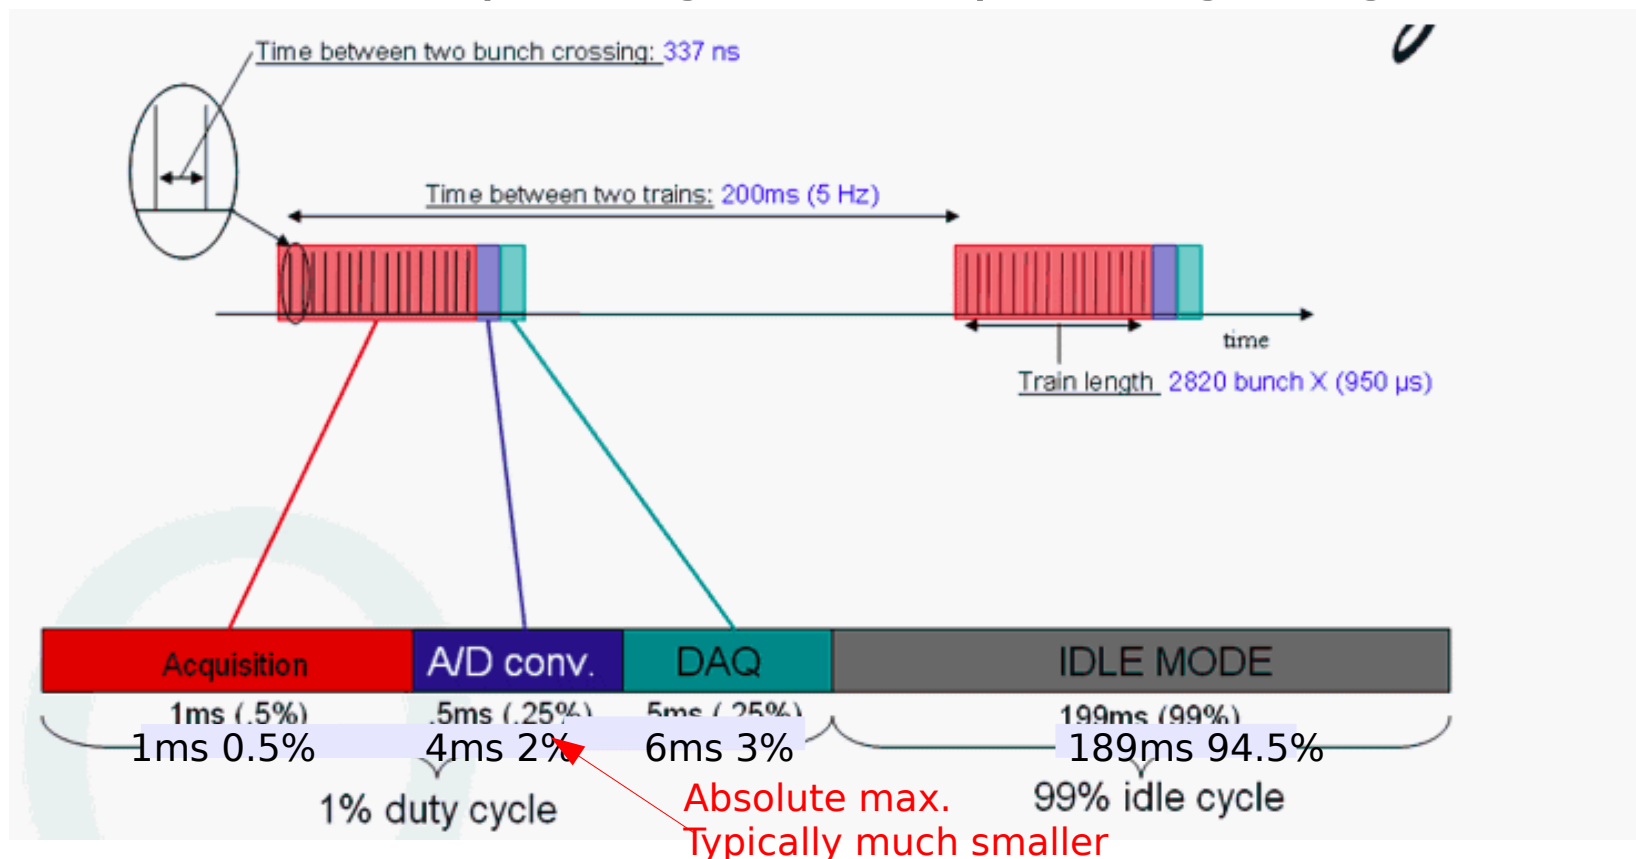 Time between two bunch crossing: 337 ns
Time between two trains: 200ms (5 Hz)
time
Train length 2820 bunch X (950 µs)
Acquisition
A/D conv.
DAQ
IDLE MODE
1ms (.5%)
.5ms (.25%)
5ms (.25%)
199ms (99%)
1ms 0.5%
4ms 2%
6ms 3%
189ms 94.5%
1% duty cycle
99% idle cycle
Absolute max.
Typically much smaller